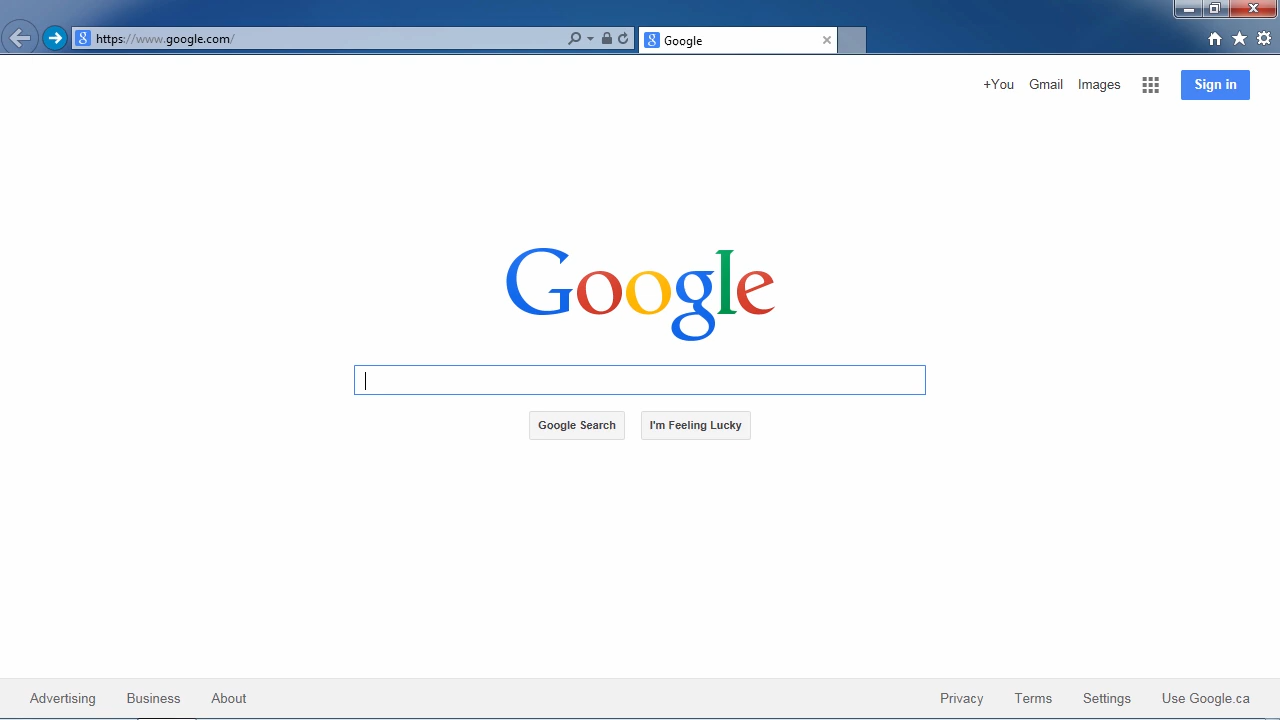 https://www.google.com/
Google
+You Gmail Images Sign in
Google
Google Search I'm Feeling Lucky
Advertising Business About Privacy Terms Settings Use Google.ca